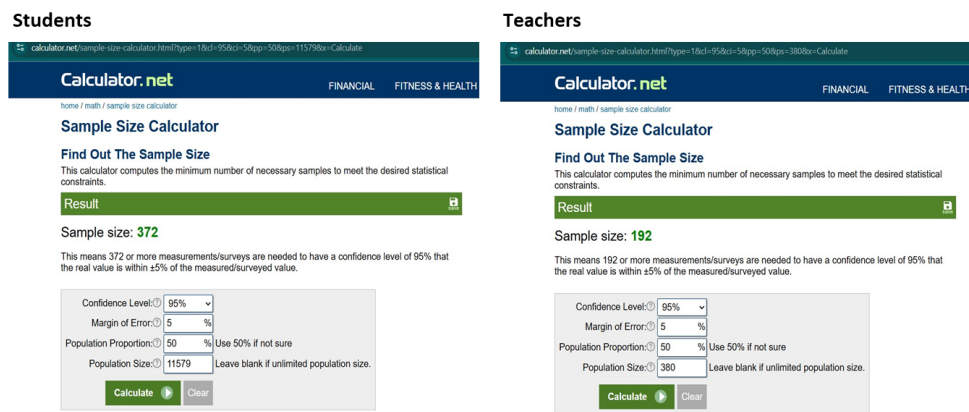 Students
calculator.net/sample-size-calculator.html?type=1&cl=95&ci=5&pp=50&ps=11579&x=Calculate
Calculator.net
FINANCIAL FITNESS & HEALTH
home / math / sample size calculator
Sample Size Calculator
Find Out The Sample Size
This calculator computes the minimum number of necessary samples to meet the desired statistical
constraints.
Result
save
Sample size: 372
This means 372 or more measurements/surveys are needed to have a confidence level of 95% that
the real value is within ±5% of the measured/surveyed value.
Confidence Level:? 95%
Margin of Error:? 5 %
Population Proportion:? 50 % Use 50% if not sure
Population Size:? 11579 Leave blank if unlimited population size.
Calculate Clear
Teachers
calculator.net/sample-size-calculator.html?type=1&cl=95&ci=5&pp=50&ps=380&x=Calculate
Calculator.net
FINANCIAL FITNESS & HEALTH
home / math / sample size calculator
Sample Size Calculator
Find Out The Sample Size
This calculator computes the minimum number of necessary samples to meet the desired statistical
constraints.
Result
save
Sample size: 192
This means 192 or more measurements/surveys are needed to have a confidence level of 95% that
the real value is within ±5% of the measured/surveyed value.
Confidence Level:? 95%
Margin of Error:? 5 %
Population Proportion:? 50 % Use 50% if not sure
Population Size:? 380 Leave blank if unlimited population size.
Calculate Clear